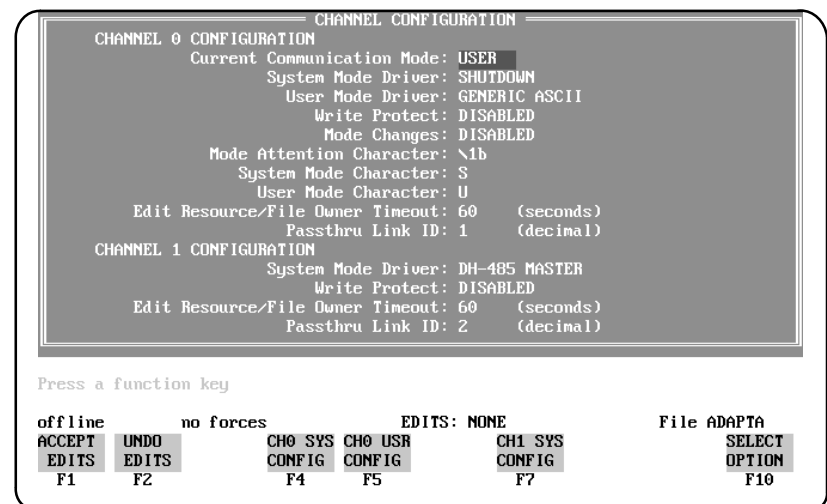 CHANNEL CONFIGURATION
CHANNEL 0 CONFIGURATION
Current Communication Mode: USER
System Mode Driver: SHUTDOWN
User Mode Driver: GENERIC ASCII
Write Protect: DISABLED
Mode Changes: DISABLED
Mode Attention Character: \1b
System Mode Character: S
User Mode Character: U
Edit Resource/File Owner Timeout: 60 (seconds)
Passthru Link ID: 1 (decimal)
CHANNEL 1 CONFIGURATION
System Mode Driver: DH-485 MASTER
Write Protect: DISABLED
Edit Resource/File Owner Timeout: 60 (seconds)
Passthru Link ID: 2 (decimal)
Press a function key
offline no forces EDITS: NONE File ADAPTA
ACCEPT UNDO CH0 SYS CH0 USR CH1 SYS SELECT
EDITS EDITS CONFIG CONFIG CONFIG OPTION
F1 F2 F4 F5 F7 F10